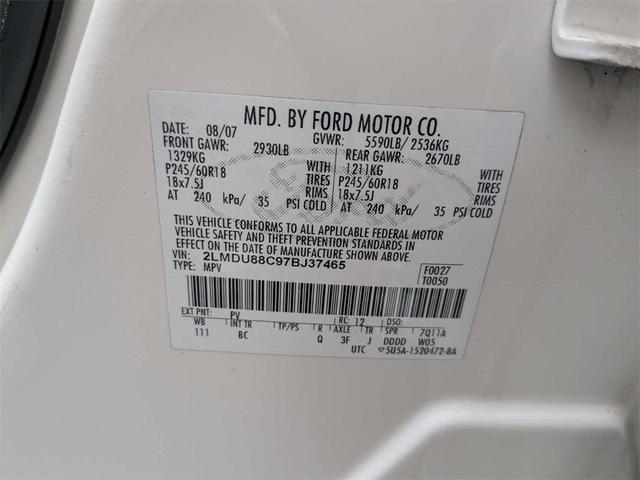 MFD. BY FORD MOTOR CO.
DATE: 08/07 GVWR: 5590LB/ 2536KG
FRONT GAWR: 2930LB REAR GAWR: 2670LB
1329KG WITH 1211KG WITH
P245/60R18 TIRES P245/60R18 TIRES
18x7.5J RIMS 18x7.5J RIMS
AT 240 kPa/ 35 PSI COLD AT 240 kPa/ 35 PSI COLD
THIS VEHICLE CONFORMS TO ALL APPLICABLE FEDERAL MOTOR
VEHICLE SAFETY AND THEFT PREVENTION STANDARDS IN
EFFECT ON THE DATE OF MANUFACTURE SHOWN ABOVE.
VIN: 2LMDU88C97BJ37465 F0027
TYPE: MPV T0050
EXT PNT: PV RC: 12 DSO:
WB INT TR TP/PS R AXLE TR SPR 7Q11A
111 BC Q 3F J DDDD W05
UTC 5U5A-1520472-BA